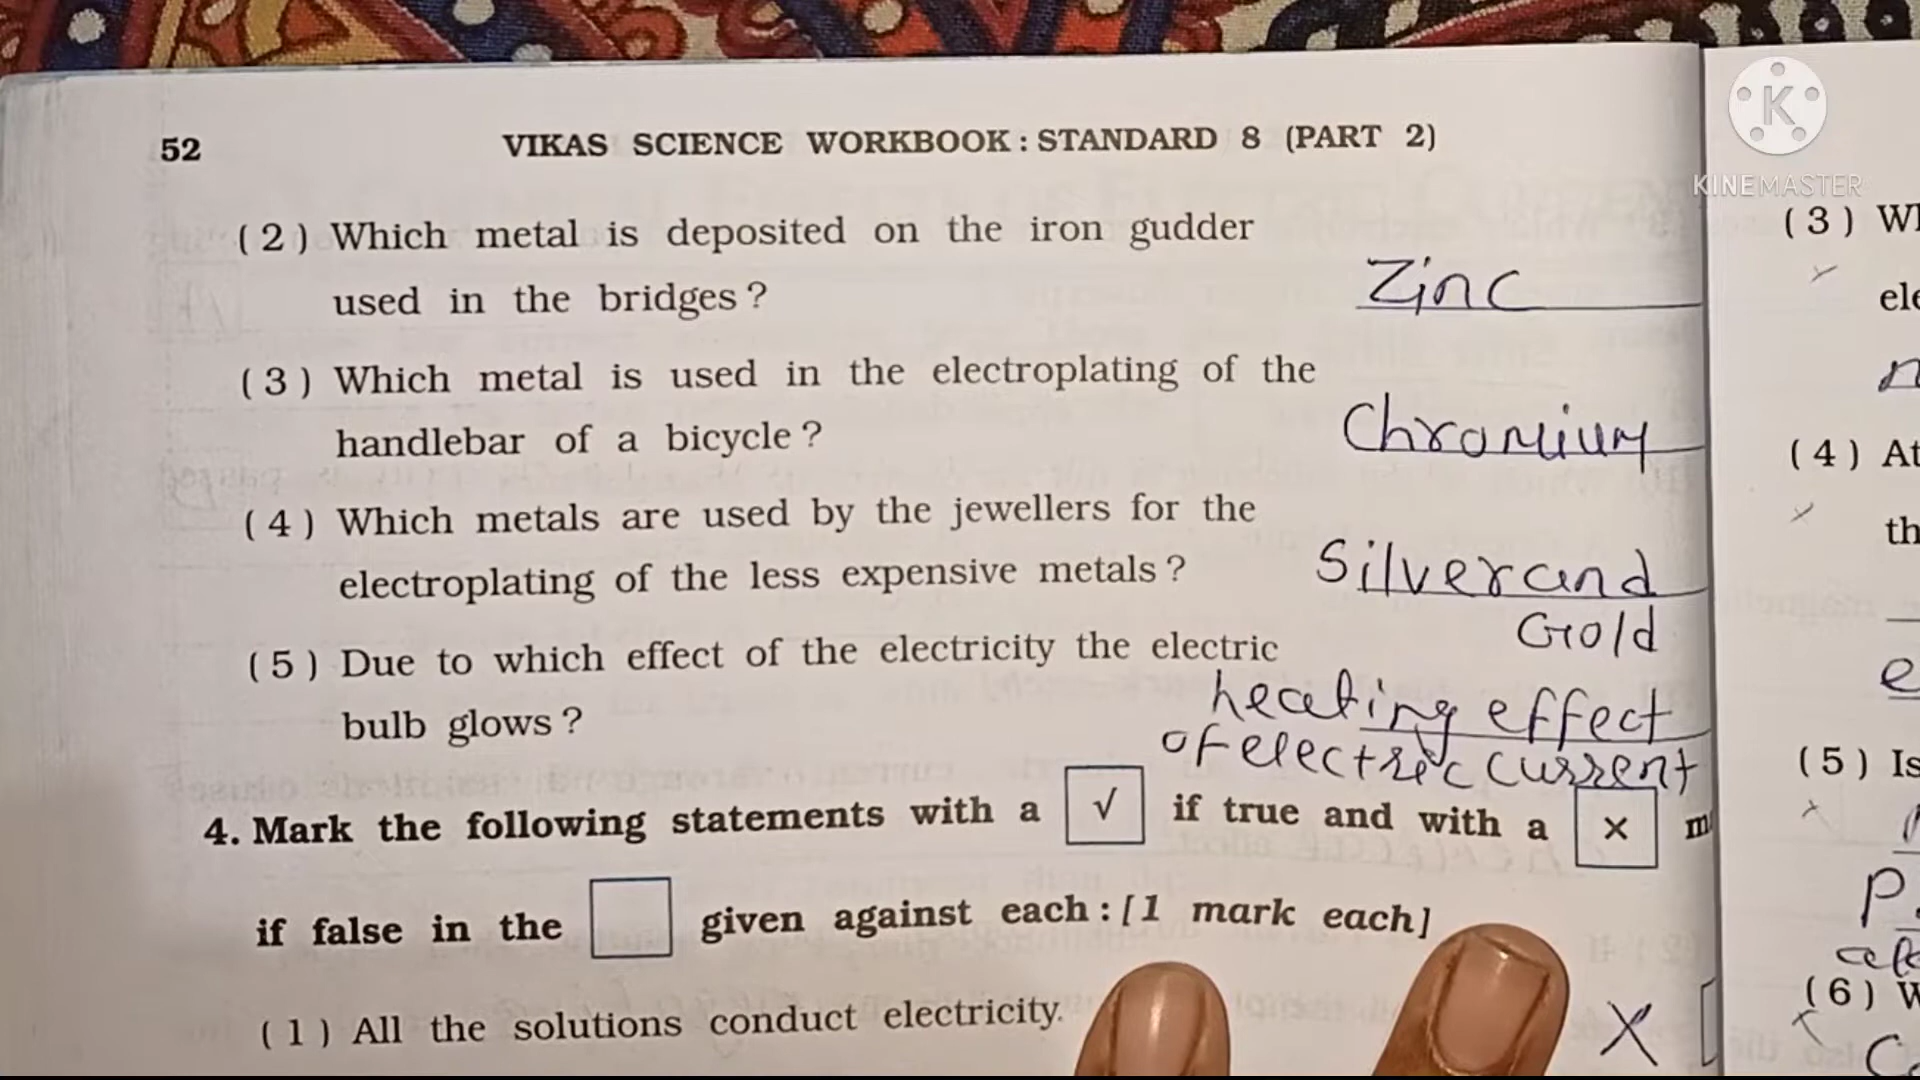 52 VIKAS SCIENCE WORKBOOK : STANDARD 8 (PART 2)
K
KINEMASTER
(2) Which metal is deposited on the iron gudder
used in the bridges? Zinc
(3) Which metal is used in the electroplating of the
handlebar of a bicycle? Chromium
(4) Which metals are used by the jewellers for the
electroplating of the less expensive metals? Silver and
Gold
(5) Due to which effect of the electricity the electric
bulb glows? heating effect
of electric current
4. Mark the following statements with a √ if true and with a ×
if false in the given against each : [1 mark each]
(1) All the solutions conduct electricity. X
(3)
(4) At
th
(5) Is
(6)